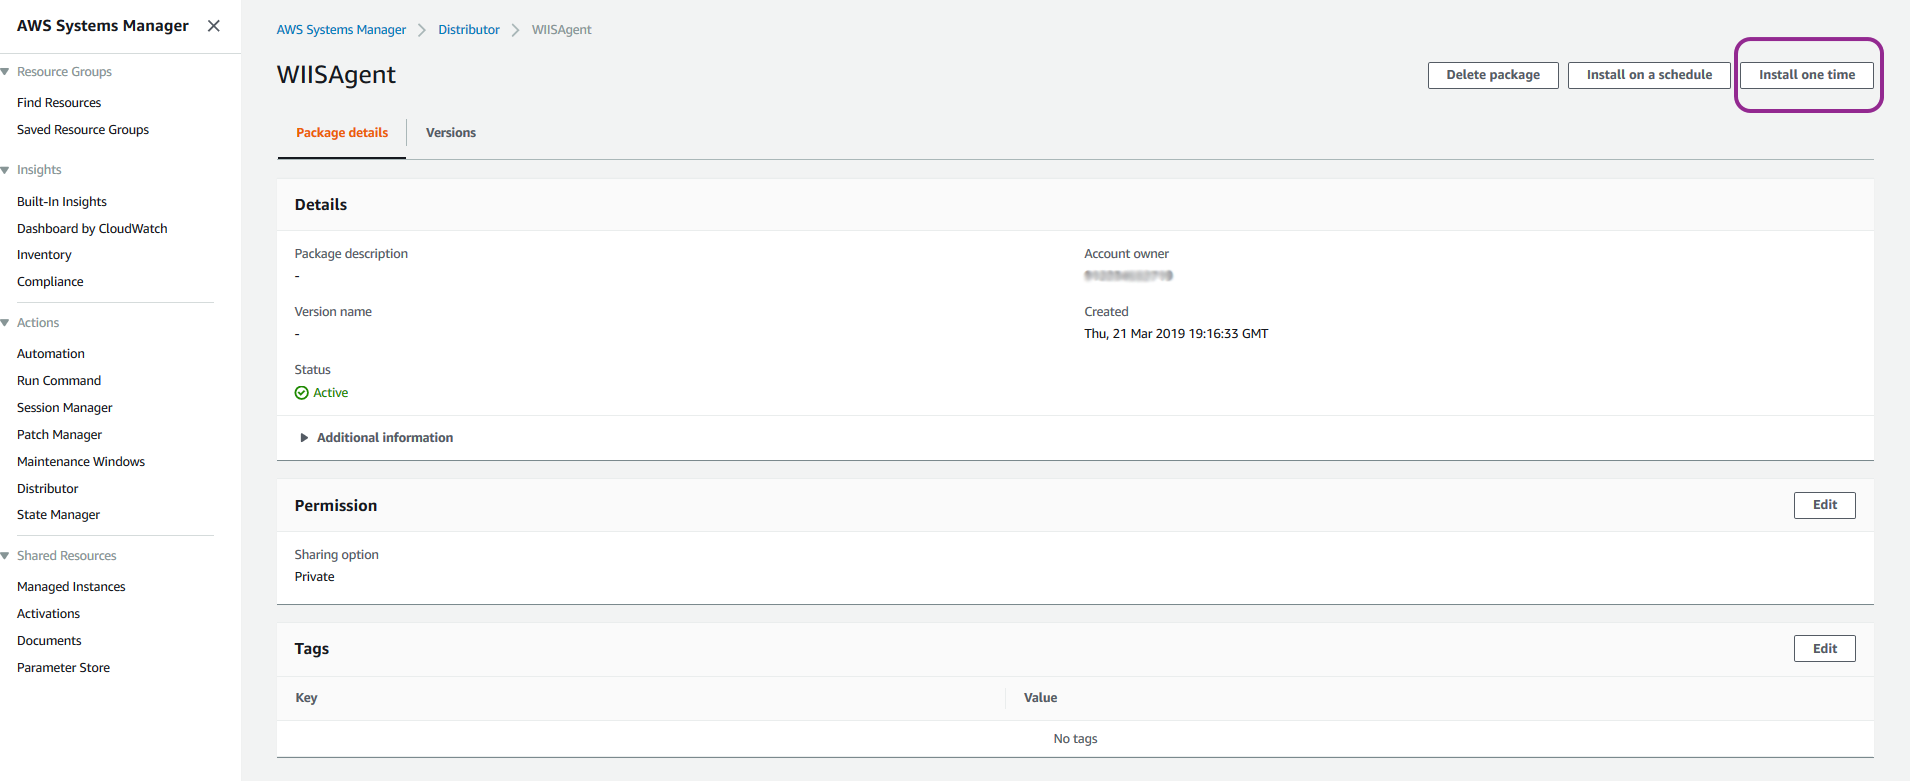 AWS Systems Manager
Resource Groups
Find Resources
Saved Resource Groups
Insights
Built-In Insights
Dashboard by CloudWatch
Inventory
Compliance
Actions
Automation
Run Command
Session Manager
Patch Manager
Maintenance Windows
Distributor
State Manager
Shared Resources
Managed Instances
Activations
Documents
Parameter Store
AWS Systems Manager > Distributor > WIISAgent
WIISAgent
Delete package
Install on a schedule
Install one time
Package details
Versions
Details
Package description
-
Account owner
Version name
-
Created
Thu, 21 Mar 2019 19:16:33 GMT
Status
Active
Additional information
Permission
Edit
Sharing option
Private
Tags
Edit
Key
Value
No tags